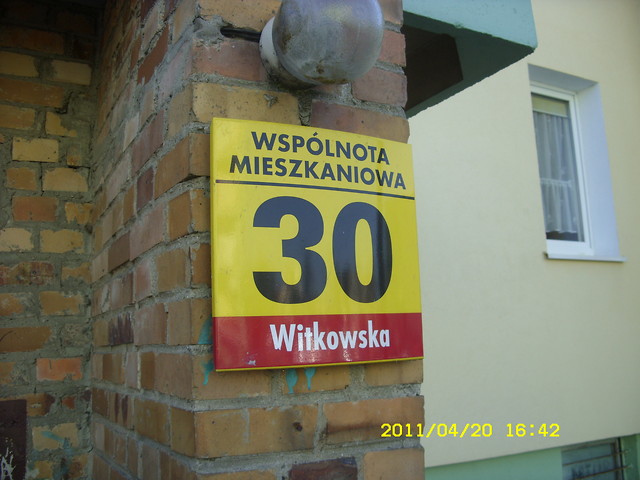 WSPÓLNOTA
MIESZKANIOWA
30
Witkowska
2011/04/20 16:42